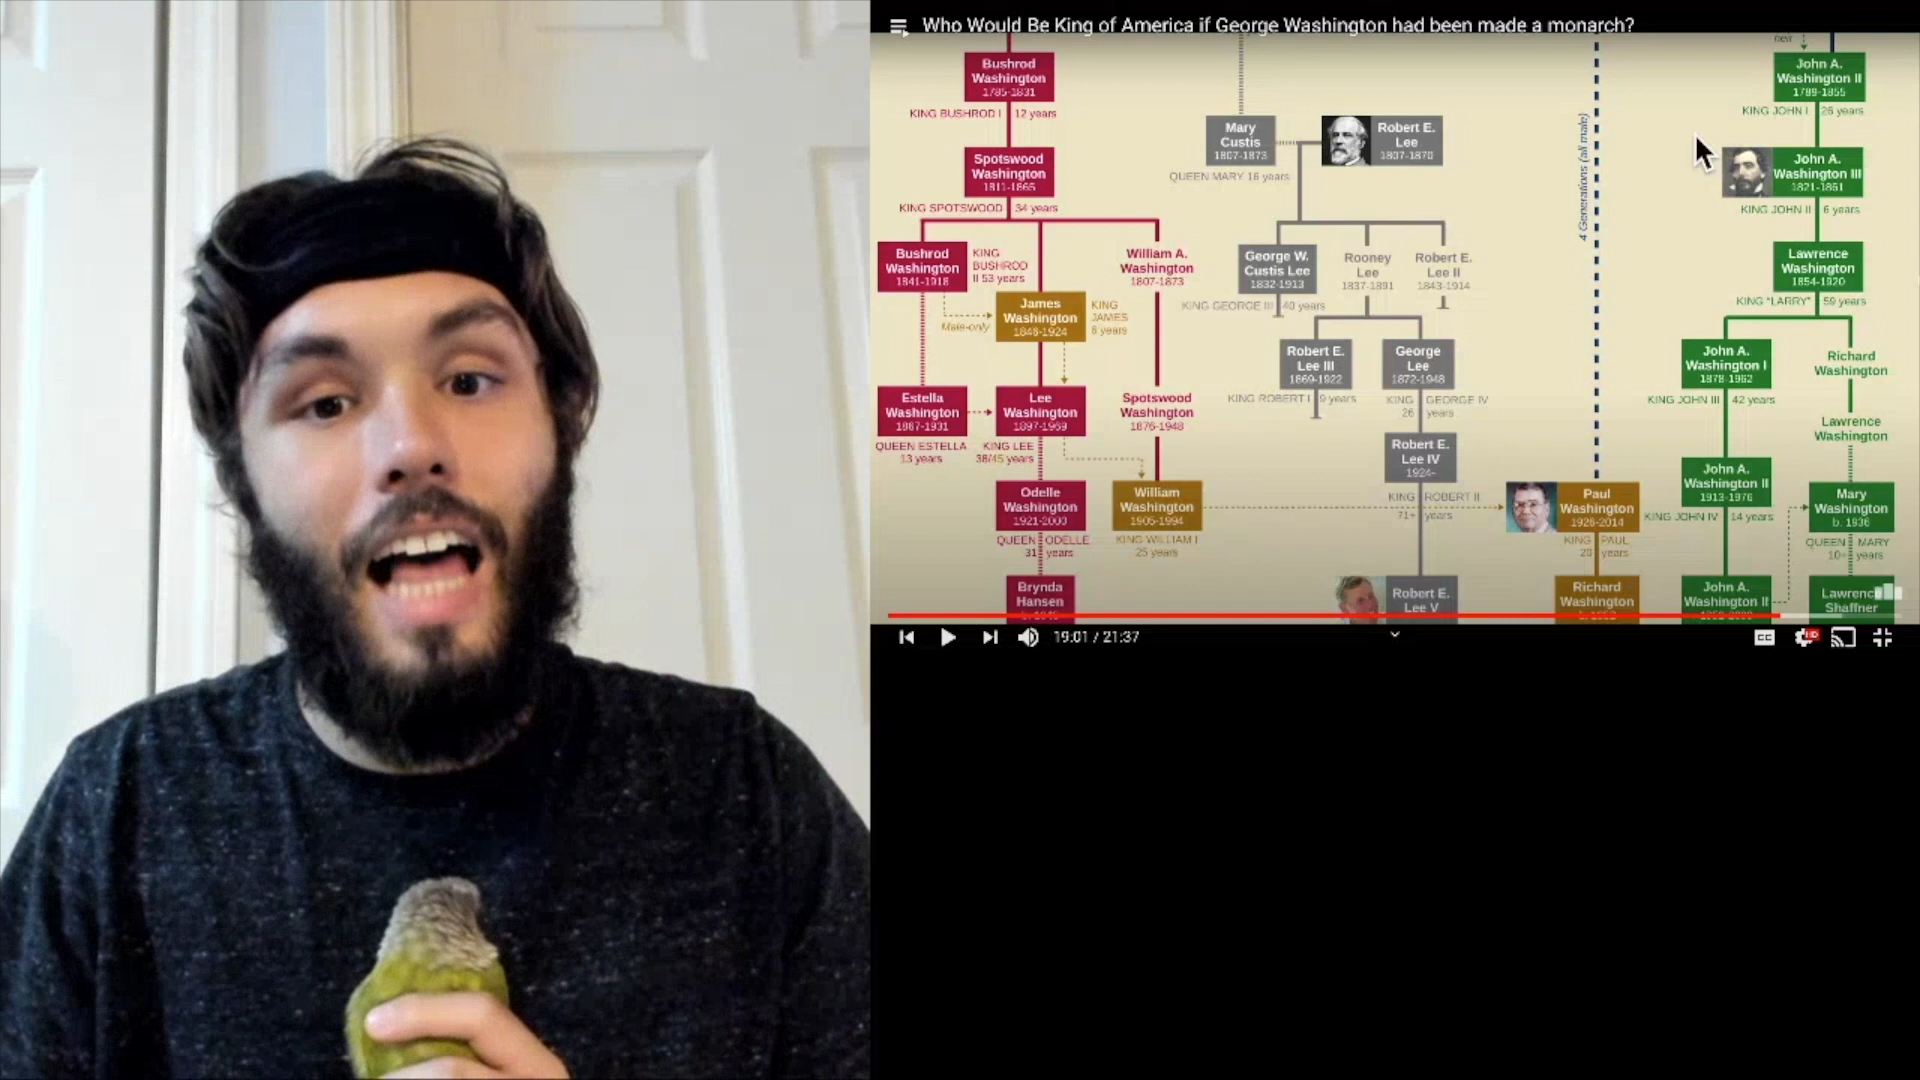 Who Would Be King of America if George Washington had been made a monarch?
Bushrod
Washington
1785-1831
KING BUSHROD I 12 years
Spotswood
Washington
1811-1865
KING SPOTSWOOD 34 years
Bushrod
Washington
1841-1918
KING
BUSHROD
II 53 years
William A.
Washington
1807-1873
James
Washington
1846-1924
KING
JAMES
6 years
Male-only
Estella
Washington
1867-1931
QUEEN ESTELLA
13 years
Lee
Washington
1897-1969
KING LEE
38/45 years
Spotswood
Washington
1876-1948
Odelle
Washington
1921-2000
QUEEN ODELLE
31 years
William
Washington
1905-1994
KING WILLIAM I
25 years
Brynda
Hansen
Mary
Custis
1807-1873
QUEEN MARY 16 years
Robert E.
Lee
1807-1870
George W.
Custis Lee
1832-1913
KING GEORGE III 40 years
Rooney
Lee
1837-1891
Robert E.
Lee II
1843-1914
Robert E.
Lee III
1869-1922
KING ROBERT I 9 years
George
Lee
1872-1948
KING GEORGE IV
26 years
Robert E.
Lee IV
1924-
KING ROBERT II
71+ years
Robert E.
Lee V
4 Generations (all male)
Paul
Washington
1926-2014
KING PAUL
20 years
Richard
Washington
heir
John A.
Washington II
1789-1855
KING JOHN I 26 years
John A.
Washington III
1821-1861
KING JOHN II 6 years
Lawrence
Washington
1854-1920
KING "LARRY" 59 years
John A.
Washington I
1878-1962
KING JOHN III 42 years
Richard
Washington
Lawrence
Washington
John A.
Washington II
1913-1976
KING JOHN IV 14 years
Mary
Washington
b. 1936
QUEEN MARY
10+ years
John A.
Washington II
Lawrence
Shaffner
19:01 / 21:37
CC
HD